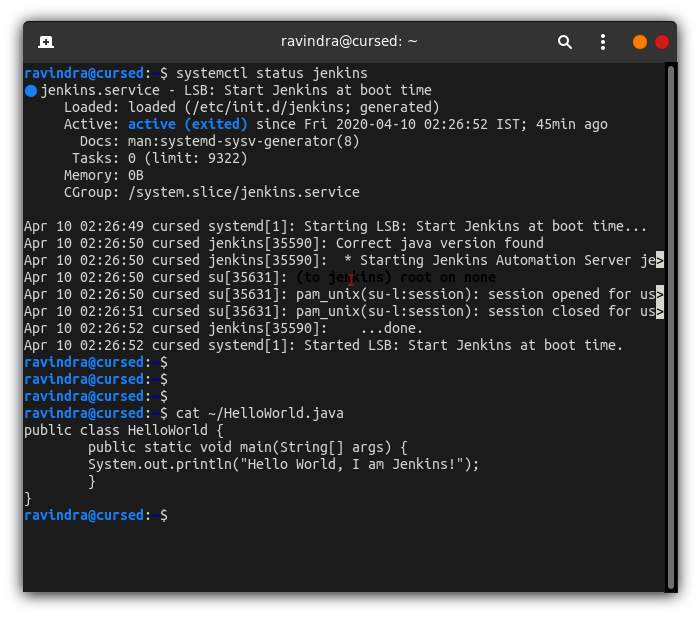 ravindra@cursed: ~
ravindra@cursed:~$ systemctl status jenkins
jenkins.service - LSB: Start Jenkins at boot time
Loaded: loaded (/etc/init.d/jenkins; generated)
Active: active (exited) since Fri 2020-04-10 02:26:52 IST; 45min ago
Docs: man:systemd-sysv-generator(8)
Tasks: 0 (limit: 9322)
Memory: 0B
CGroup: /system.slice/jenkins.service
Apr 10 02:26:49 cursed systemd[1]: Starting LSB: Start Jenkins at boot time...
Apr 10 02:26:50 cursed jenkins[35590]: Correct java version found
Apr 10 02:26:50 cursed jenkins[35590]:  * Starting Jenkins Automation Server je>
Apr 10 02:26:50 cursed su[35631]: (to jenkins) root on none
Apr 10 02:26:50 cursed su[35631]: pam_unix(su-l:session): session opened for us>
Apr 10 02:26:51 cursed su[35631]: pam_unix(su-l:session): session closed for us>
Apr 10 02:26:52 cursed jenkins[35590]:    ...done.
Apr 10 02:26:52 cursed systemd[1]: Started LSB: Start Jenkins at boot time.
ravindra@cursed:~$
ravindra@cursed:~$
ravindra@cursed:~$
ravindra@cursed:~$ cat ~/HelloWorld.java
public class HelloWorld {
public static void main(String[] args) {
System.out.println("Hello World, I am Jenkins!");
}
}
ravindra@cursed:~$